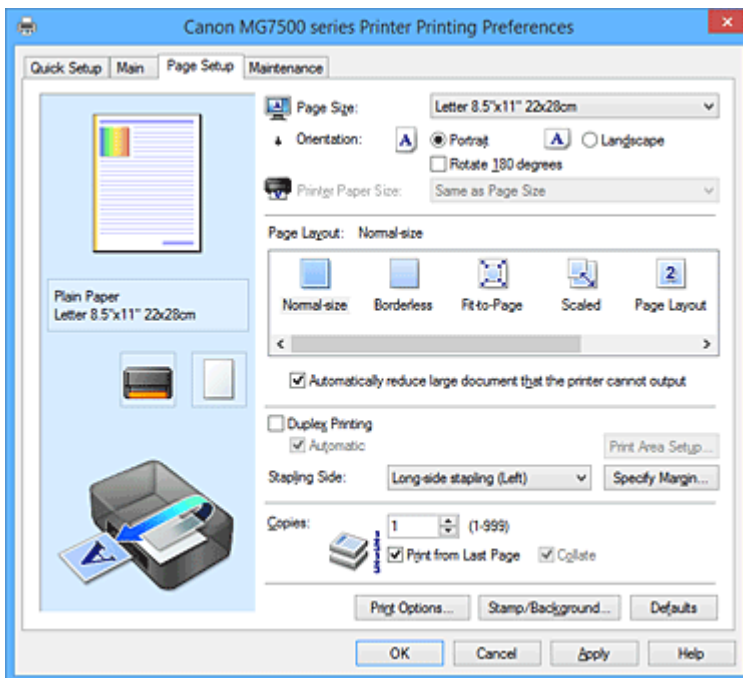 Canon MG7500 series Printer Printing Preferences
Quick Setup Main Page Setup Maintenance
Page Size: Letter 8.5"x11" 22x28cm
Orientation: A Portrait A Landscape
Rotate 180 degrees
Printer Paper Size: Same as Page Size
Page Layout: Normal-size
2
Normal-size Borderless Fit-to-Page Scaled Page Layout
Plain Paper
Letter 8.5"x11" 22x28cm
Automatically reduce large document that the printer cannot output
Duplex Printing
Automatic Print Area Setup...
Stapling Side: Long-side stapling (Left) Specify Margin...
Copies: 1 (1-999)
Print from Last Page Collate
A
Print Options... Stamp/Background... Defaults
OK Cancel Apply Help